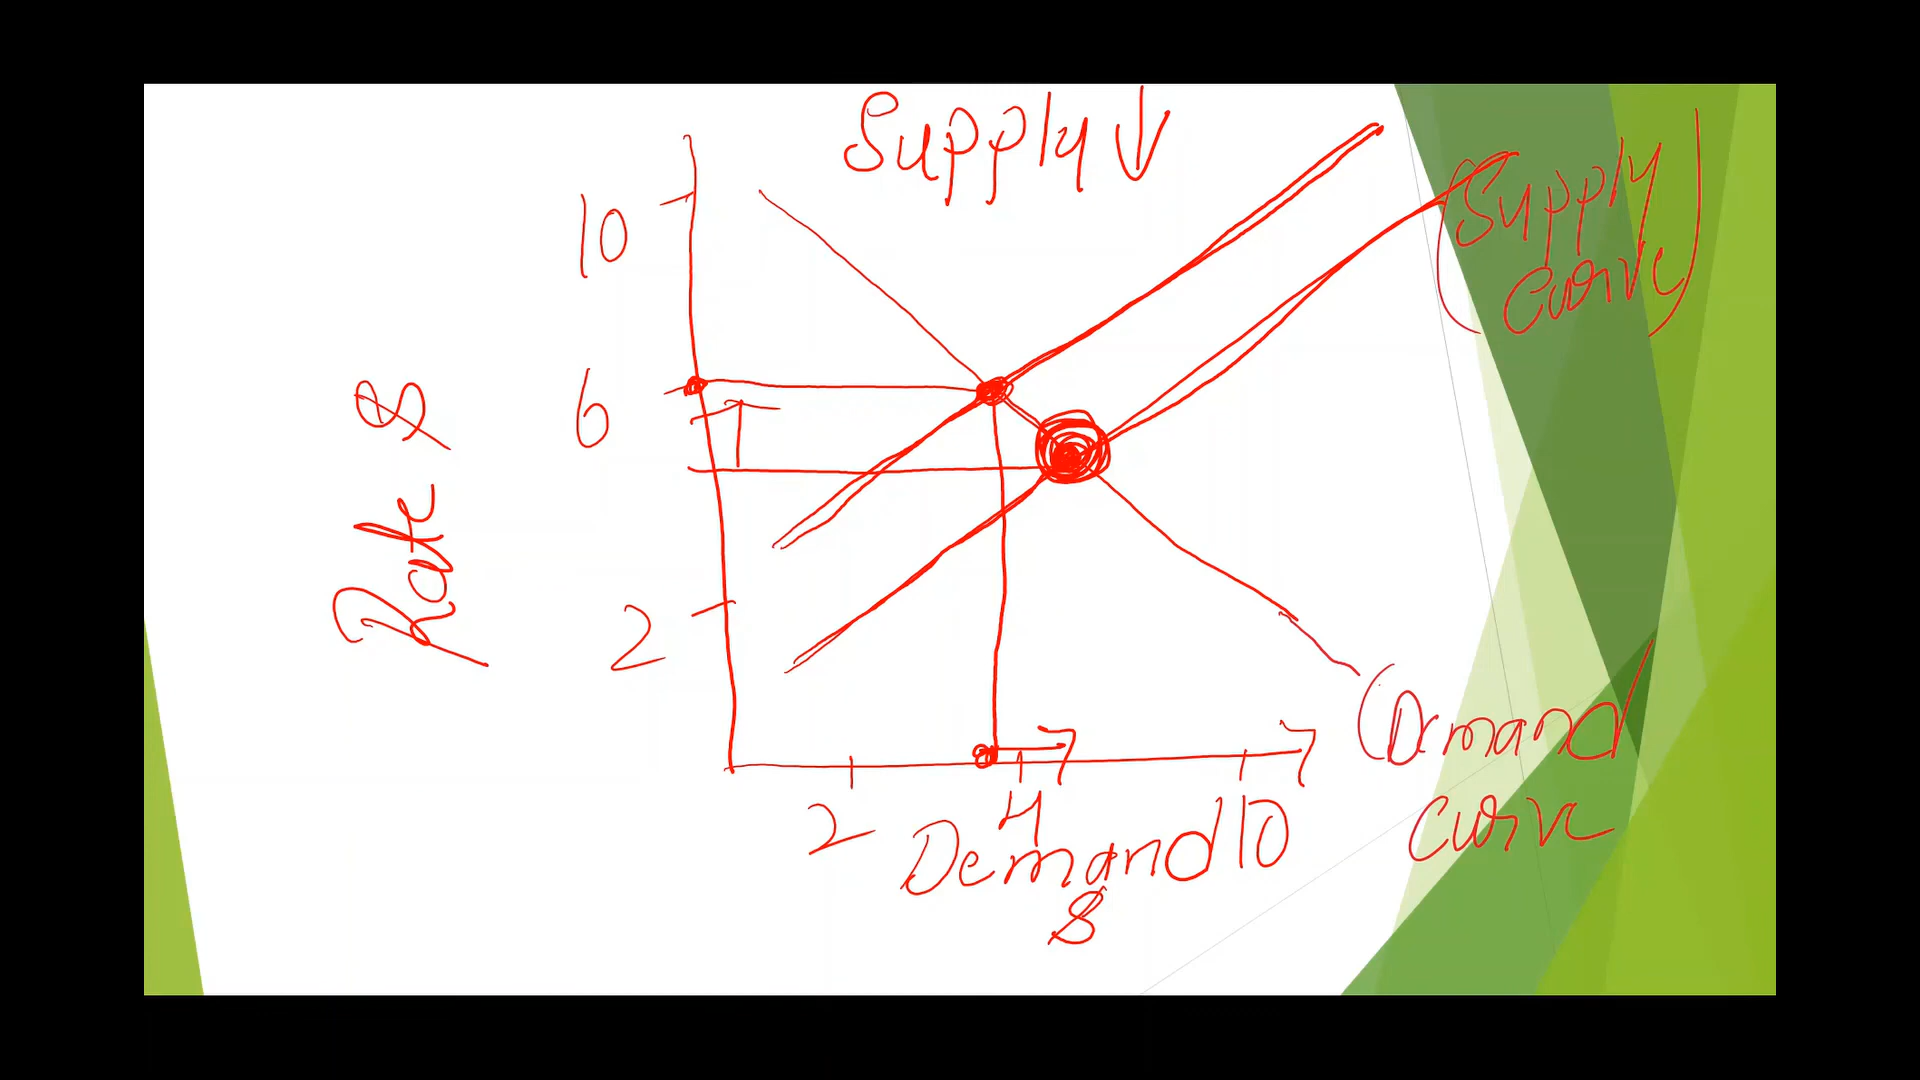 Supply ↓
(Supply
curve)
10
6
2
Rate $
2
4
10
Demand
$
(Demand
curve